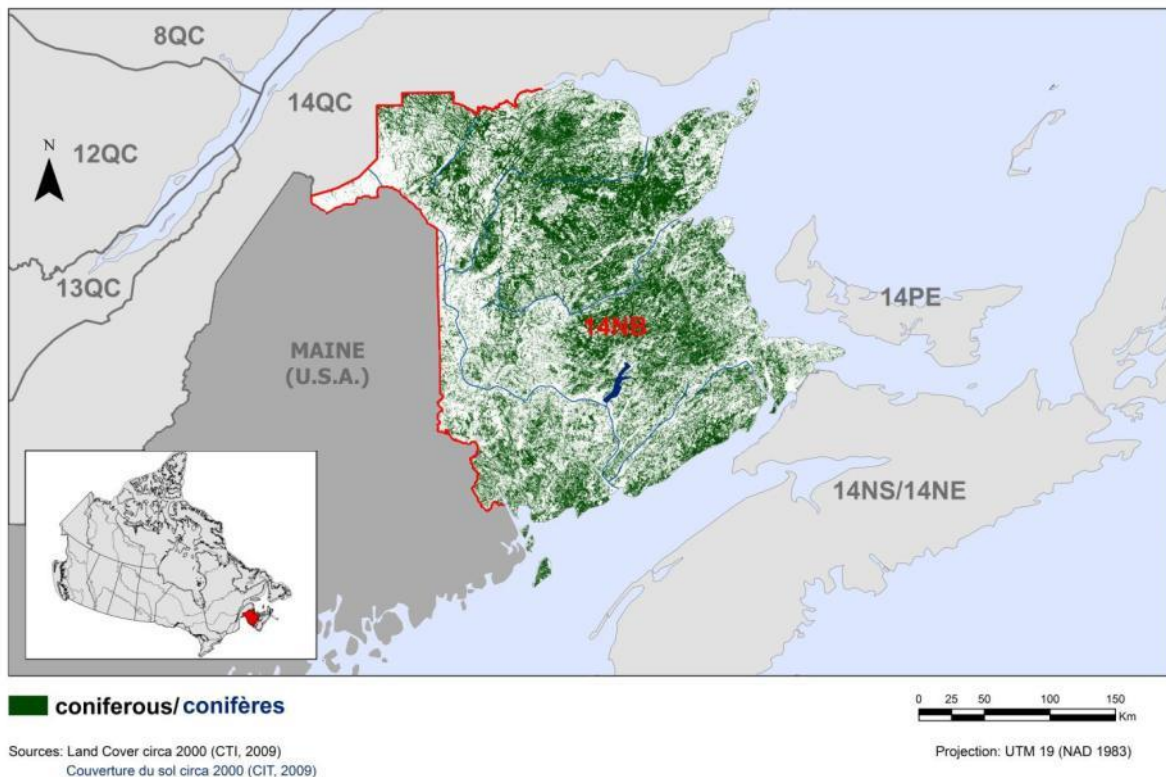 8QC
14QC
12QC
N
13QC
14PE
14NB
MAINE
(U.S.A.)
14NS/14NE
coniferous/ conifères
0 25 50 100 150
Km
Sources: Land Cover circa 2000 (CTI, 2009)
Couverture du sol circa 2000 (CIT, 2009)
Projection: UTM 19 (NAD 1983)